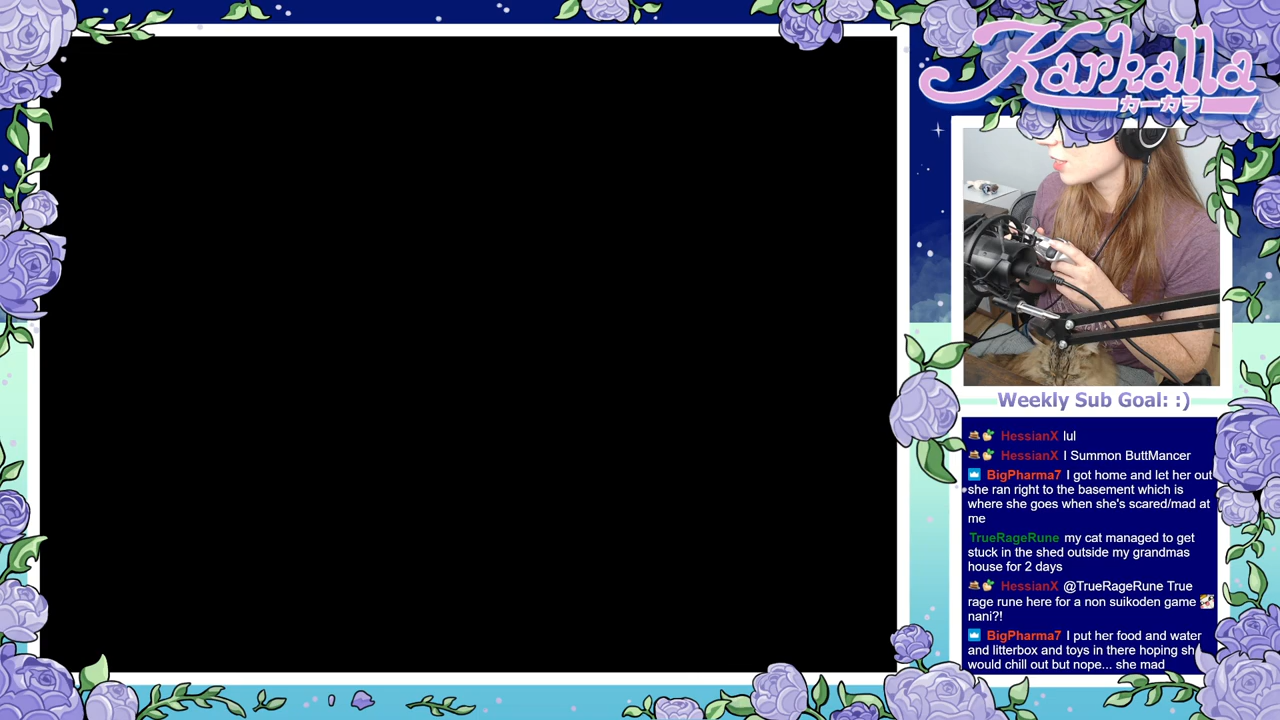 Karkalla
カーカラ
Weekly Sub Goal: :)
HessianX lul
HessianX I Summon ButtMancer
BigPharma7 I got home and let her out
she ran right to the basement which is
where she goes when she's scared/mad at
me
TrueRageRune my cat managed to get
stuck in the shed outside my grandmas
house for 2 days
HessianX @TrueRageRune True
rage rune here for a non suikoden game
nani?!
BigPharma7 I put her food and water
and litterbox and toys in there hoping sh
would chill out but nope... she mad